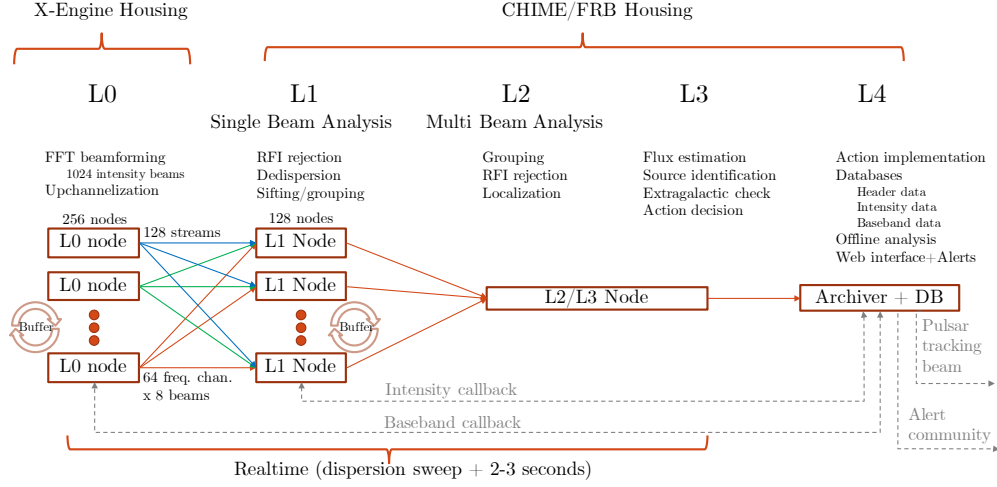 X-Engine Housing
CHIME/FRB Housing
L0
L1
L2
L3
L4
Single Beam Analysis
Multi Beam Analysis
FFT beamforming
1024 intensity beams
Upchannelization
RFI rejection
Dedispersion
Sifting/grouping
Grouping
RFI rejection
Localization
Flux estimation
Source identification
Extragalactic check
Action decision
Action implementation
Databases
Header data
Intensity data
Baseband data
Offline analysis
Web interface+Alerts
256 nodes
128 streams
128 nodes
L0 node
L1 Node
L0 node
L1 Node
L2/L3 Node
Archiver + DB
Buffer
Buffer
L0 node
L1 Node
64 freq. chan.
x 8 beams
Intensity callback
Baseband callback
Pulsar
tracking
beam
Alert
community
Realtime (dispersion sweep + 2-3 seconds)